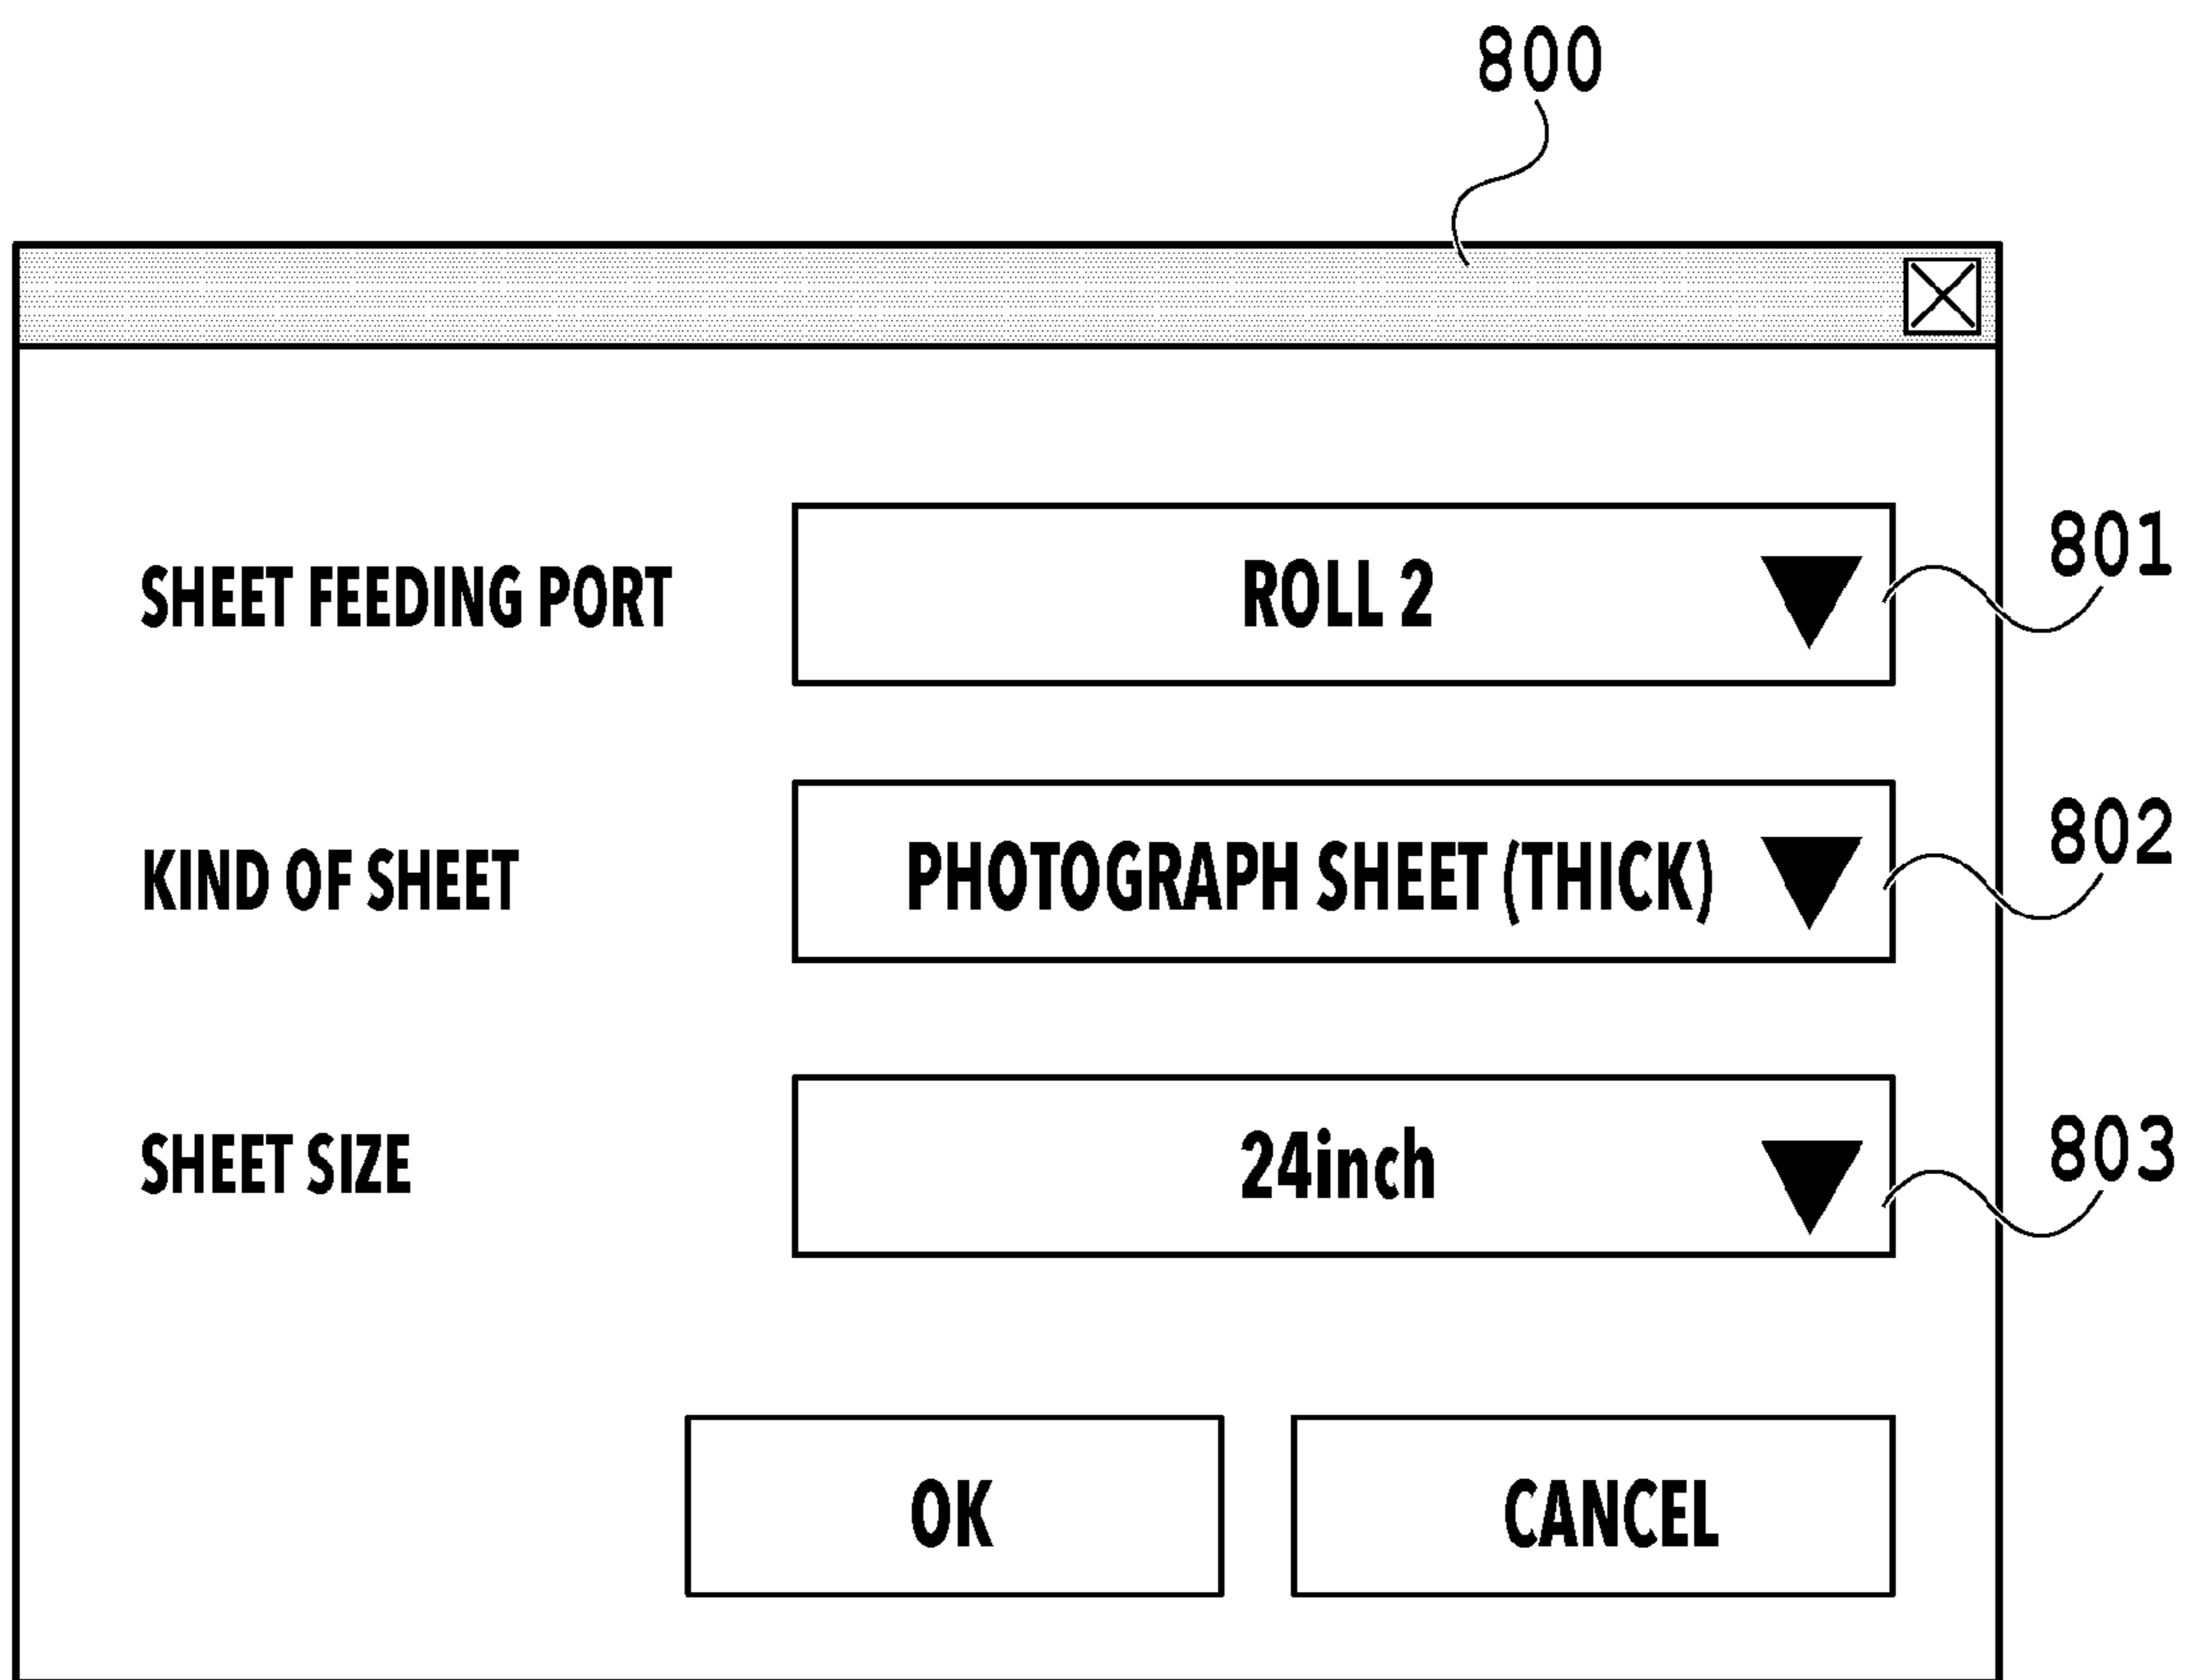 800
SHEET FEEDING PORT ROLL 2 801
KIND OF SHEET PHOTOGRAPH SHEET (THICK) 802
SHEET SIZE 24inch 803
OK CANCEL